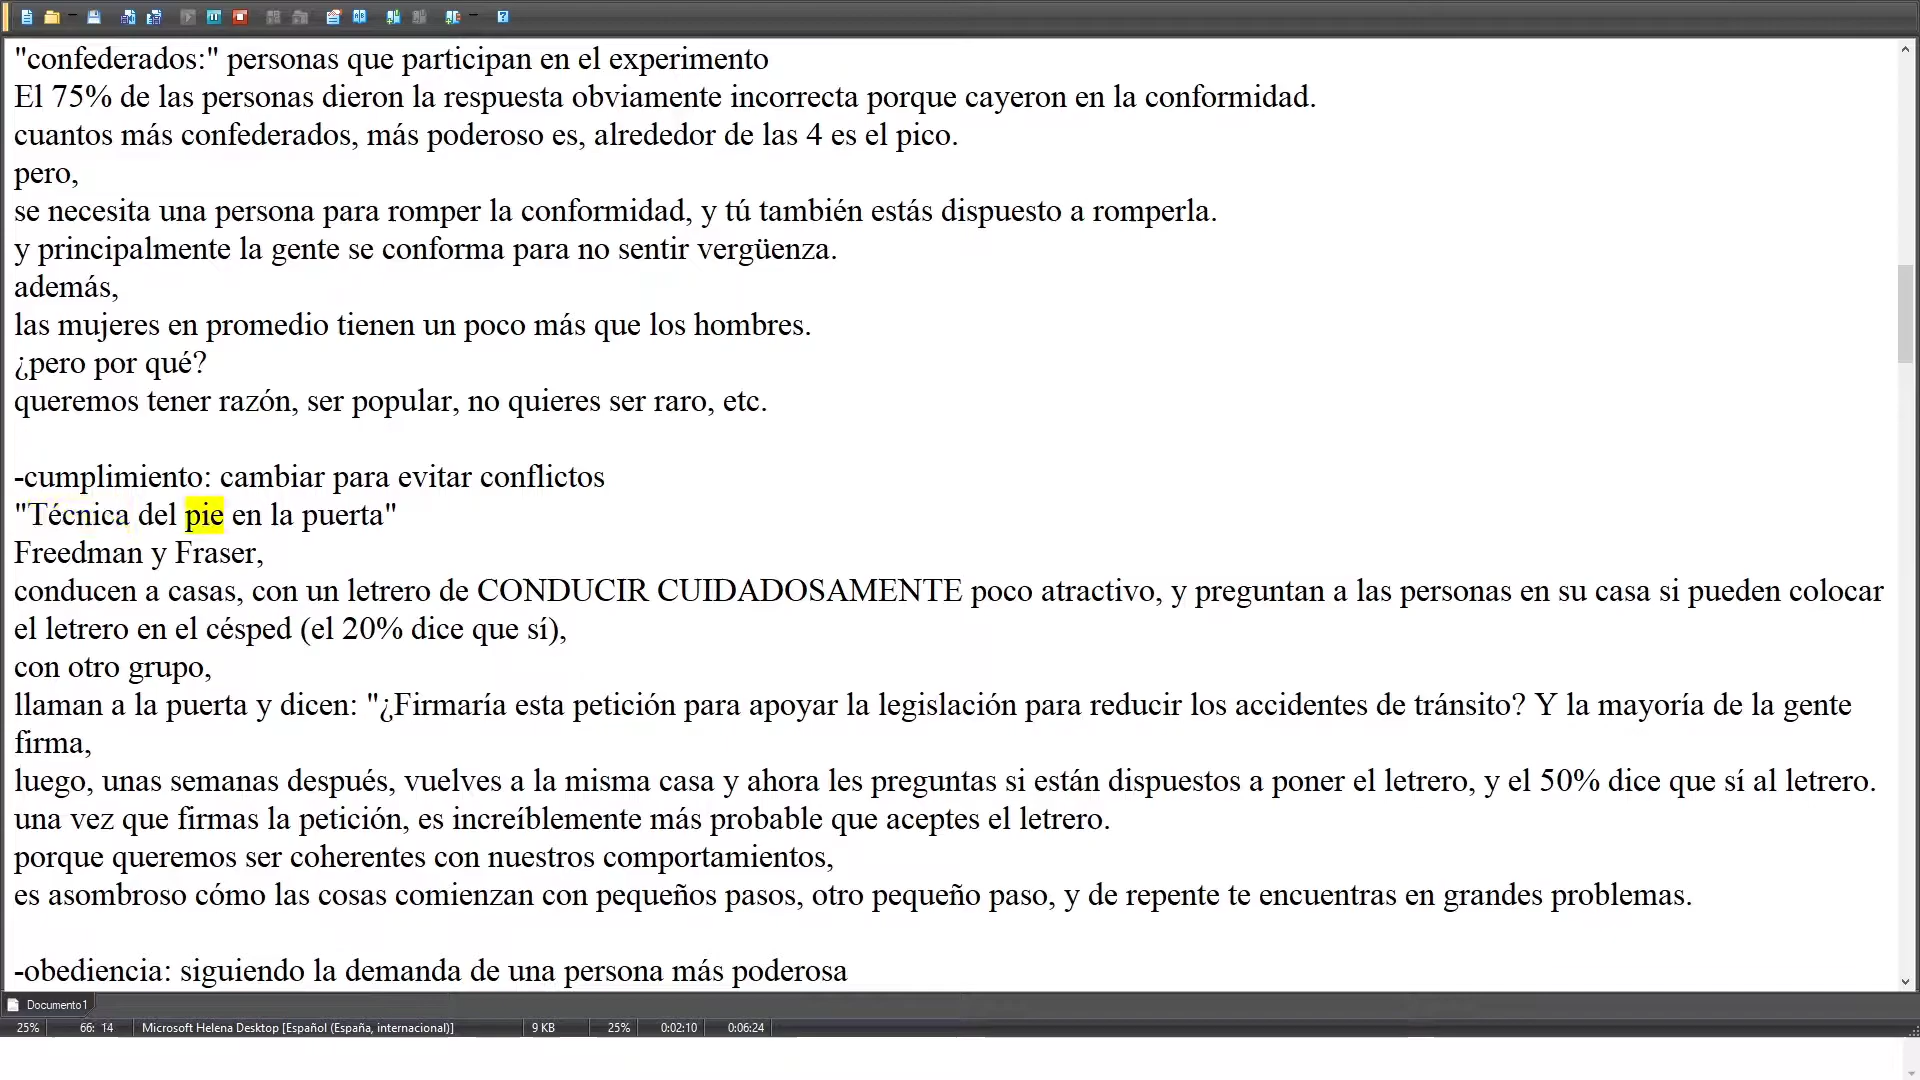 "confederados:" personas que participan en el experimento
El 75% de las personas dieron la respuesta obviamente incorrecta porque cayeron en la conformidad.
cuantos más confederados, más poderoso es, alrededor de las 4 es el pico.
pero,
se necesita una persona para romper la conformidad, y tú también estás dispuesto a romperla.
y principalmente la gente se conforma para no sentir vergüenza.
además,
las mujeres en promedio tienen un poco más que los hombres.
¿pero por qué?
queremos tener razón, ser popular, no quieres ser raro, etc.
-cumplimiento: cambiar para evitar conflictos
"Técnica del pie en la puerta"
Freedman y Fraser,
conducen a casas, con un letrero de CONDUCIR CUIDADOSAMENTE poco atractivo, y preguntan a las personas en su casa si pueden colocar
el letrero en el césped (el 20% dice que sí),
con otro grupo,
llaman a la puerta y dicen: "¿Firmaría esta petición para apoyar la legislación para reducir los accidentes de tránsito? Y la mayoría de la gente
firma,
luego, unas semanas después, vuelves a la misma casa y ahora les preguntas si están dispuestos a poner el letrero, y el 50% dice que sí al letrero.
una vez que firmas la petición, es increíblemente más probable que aceptes el letrero.
porque queremos ser coherentes con nuestros comportamientos,
es asombroso cómo las cosas comienzan con pequeños pasos, otro pequeño paso, y de repente te encuentras en grandes problemas.
-obediencia: siguiendo la demanda de una persona más poderosa
Documento1
25% 66: 14 Microsoft Helena Desktop [Español (España, internacional)] 9 KB 25% 0:02:10 0:06:24